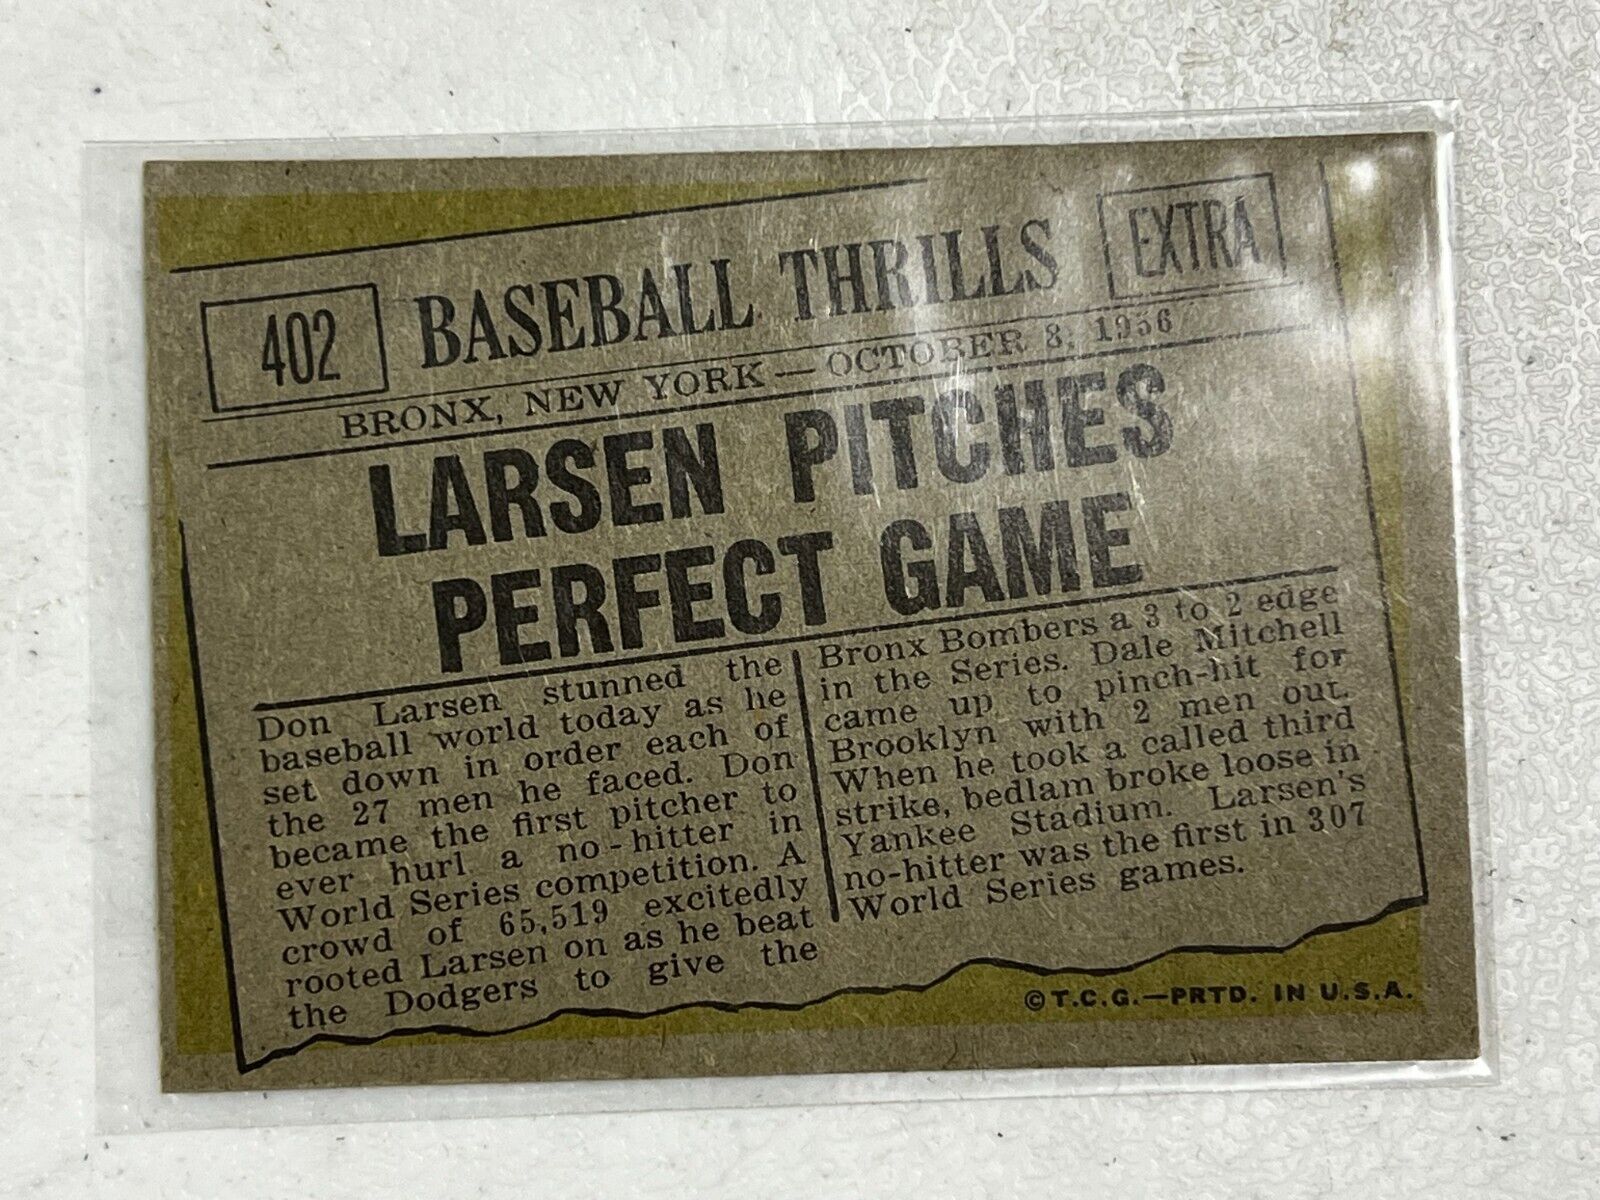 402
BASEBALL THRILLS
EXTRA
BRONX, NEW YORK — OCTOBER 8, 1956
LARSEN PITCHES
PERFECT GAME
Don Larsen stunned the
baseball world today as he
set down in order each of
the 27 men he faced. Don
became the first pitcher to
ever hurl a no-hitter in
World Series competition. A
crowd of 65,519 excitedly
rooted Larsen on as he beat
the Dodgers to give the
Bronx Bombers a 3 to 2 edge
in the Series. Dale Mitchell
came up to pinch-hit for
Brooklyn with 2 men out.
When he took a called third
strike, bedlam broke loose in
Yankee Stadium. Larsen's
no-hitter was the first in 307
World Series games.
©T.C.G.—PRTD. IN U.S.A.